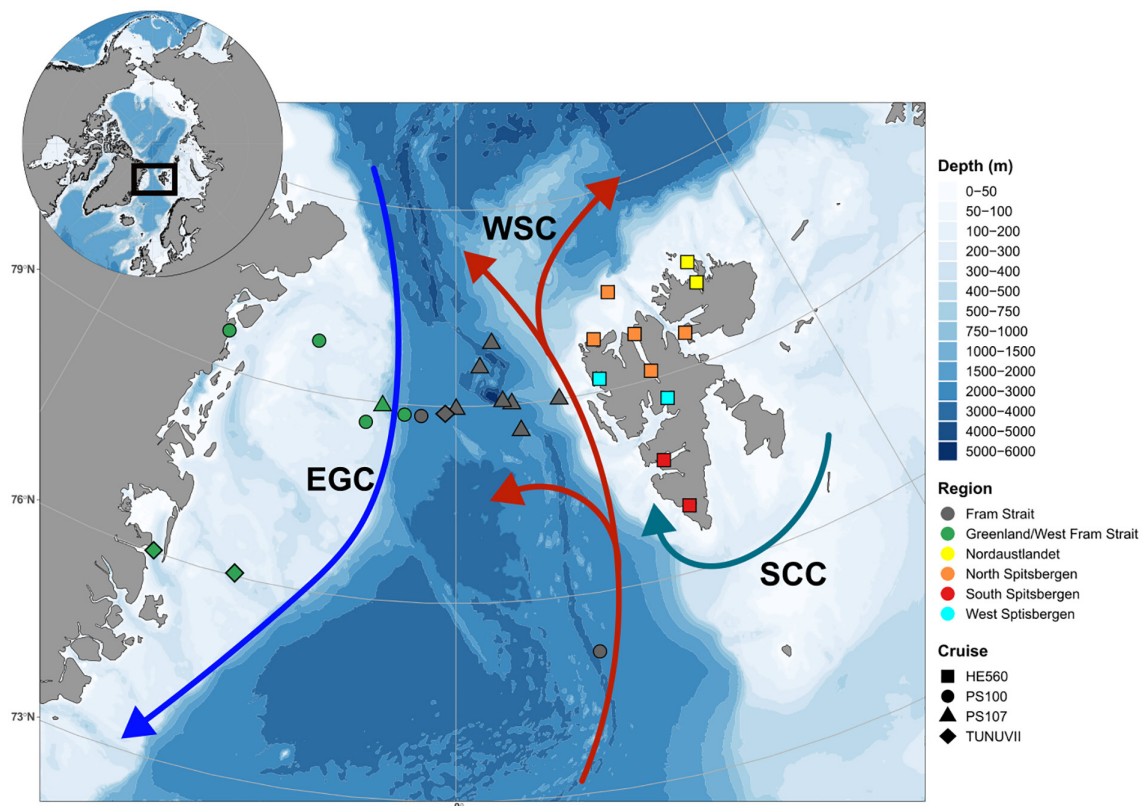 WSC
EGC
SCC
79°N
76°N
73°N
0°
Depth (m)
0−50
50−100
100−200
200−300
300−400
400−500
500−750
750−1000
1000−1500
1500−2000
2000−3000
3000−4000
4000−5000
5000−6000
Region
Fram Strait
Greenland/West Fram Strait
Nordaustlandet
North Spitsbergen
South Spitsbergen
West Sptisbergen
Cruise
HE560
PS100
PS107
TUNUVII